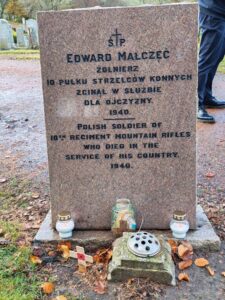 Ś P
EDWARD MALCZĘĆ
ŻOŁNIERZ
10 PUŁKU STRZELCÓW KONNYCH
ZGINĄŁ W SŁUŻBIE
DLA OJCZYZNY.
1940.
POLISH SOLDIER OF
10TH REGIMENT MOUNTAIN RIFLES
WHO DIED IN THE
SERVICE OF HIS COUNTRY.
1940.